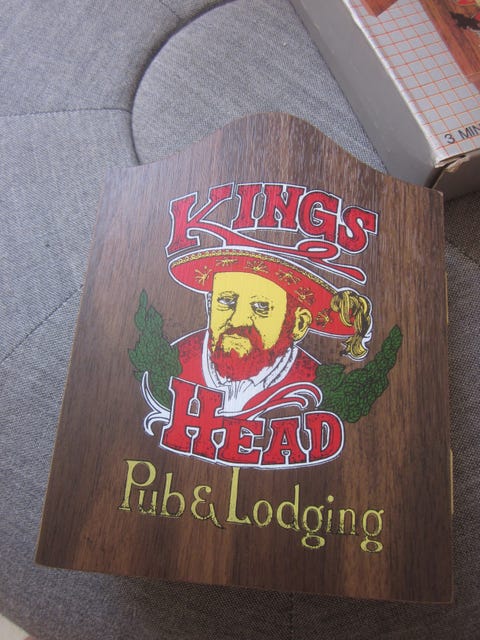 KINGS
HEAD
Pub & Lodging
3 MIN